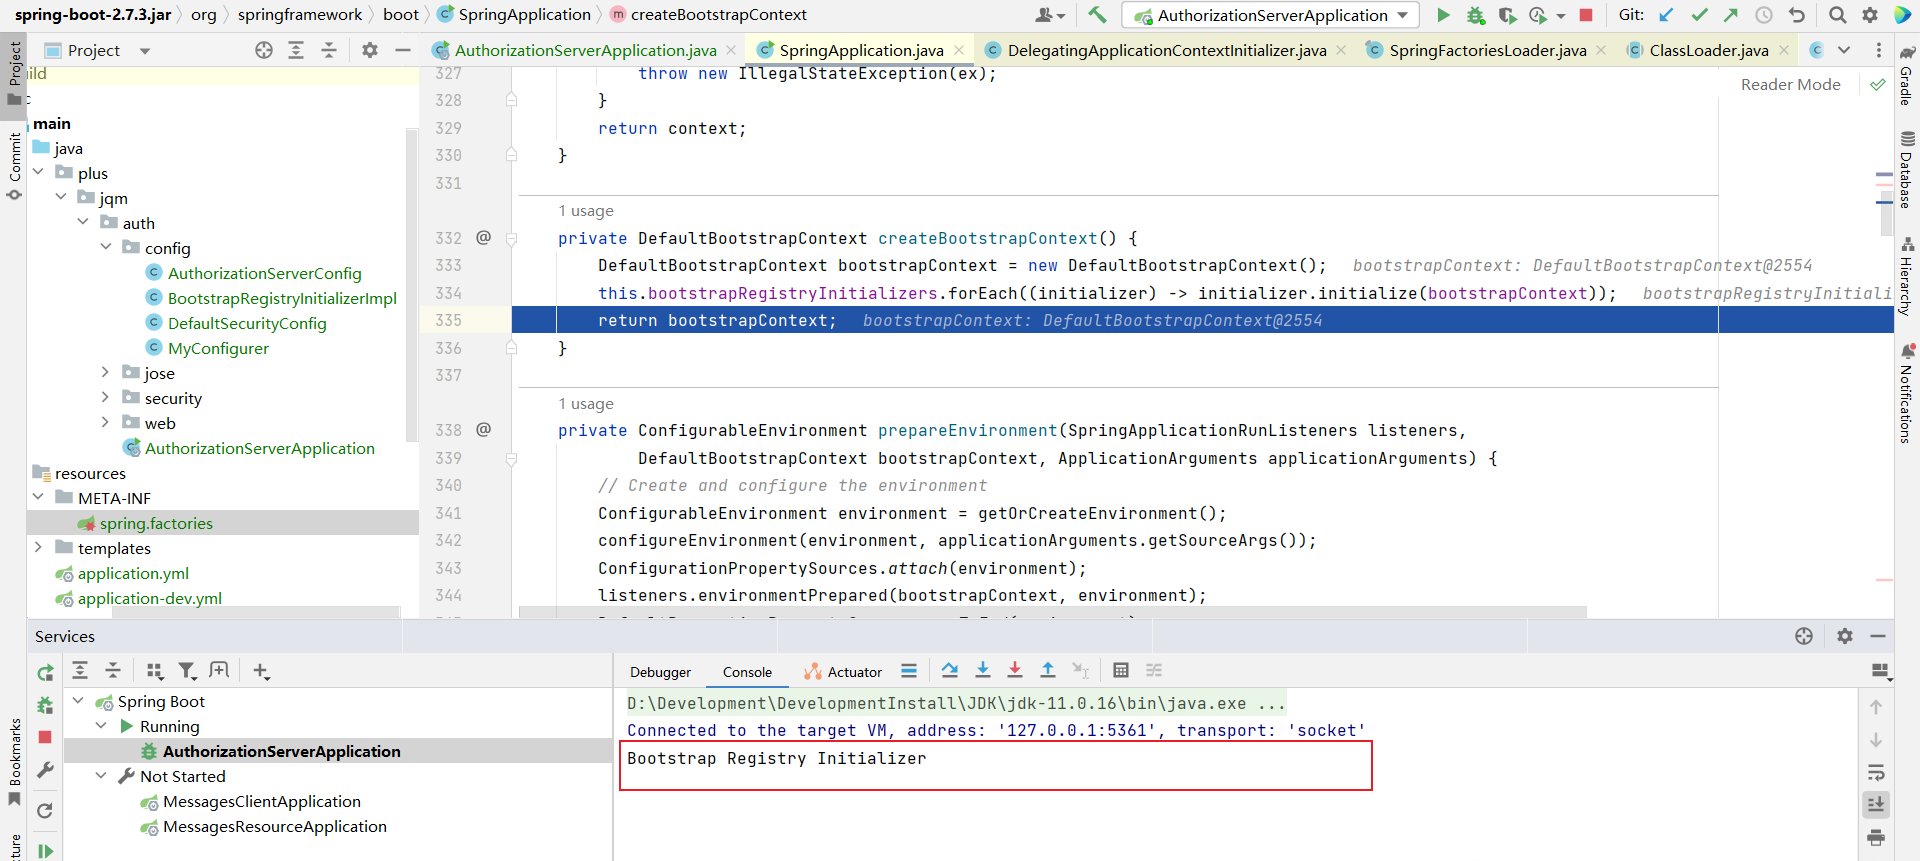 spring-boot-2.7.3.jar org springframework boot SpringApplication createBootstrapContext
AuthorizationServerApplication
Git:
Project
AuthorizationServerApplication.java SpringApplication.java DelegatingApplicationContextInitializer.java SpringFactoriesLoader.java ClassLoader.java
Project
Commit
Bookmarks
Gradle
Database
Hierarchy
Notifications
main
java
plus
jqm
auth
config
AuthorizationServerConfig
BootstrapRegistryInitializerImpl
DefaultSecurityConfig
MyConfigurer
jose
security
web
AuthorizationServerApplication
resources
META-INF
spring.factories
templates
application.yml
application-dev.yml
Reader Mode
327 throw new IllegalStateException(ex);
328 }
329 return context;
330 }
331
1 usage
332 @ private DefaultBootstrapContext createBootstrapContext() {
333 DefaultBootstrapContext bootstrapContext = new DefaultBootstrapContext(); bootstrapContext: DefaultBootstrapContext@2554
334 this.bootstrapRegistryInitializers.forEach((initializer) -> initializer.initialize(bootstrapContext)); bootstrapRegistryInitiali
335 return bootstrapContext; bootstrapContext: DefaultBootstrapContext@2554
336 }
337
1 usage
338 @ private ConfigurableEnvironment prepareEnvironment(SpringApplicationRunListeners listeners,
339 DefaultBootstrapContext bootstrapContext, ApplicationArguments applicationArguments) {
340 // Create and configure the environment
341 ConfigurableEnvironment environment = getOrCreateEnvironment();
342 configureEnvironment(environment, applicationArguments.getSourceArgs());
343 ConfigurationPropertySources.attach(environment);
344 listeners.environmentPrepared(bootstrapContext, environment);
Services
Spring Boot
Running
AuthorizationServerApplication
Not Started
MessagesClientApplication
MessagesResourceApplication
Debugger Console Actuator
D:\Development\DevelopmentInstall\JDK\jdk-11.0.16\bin\java.exe ...
Connected to the target VM, address: '127.0.0.1:5361', transport: 'socket'
Bootstrap Registry Initializer